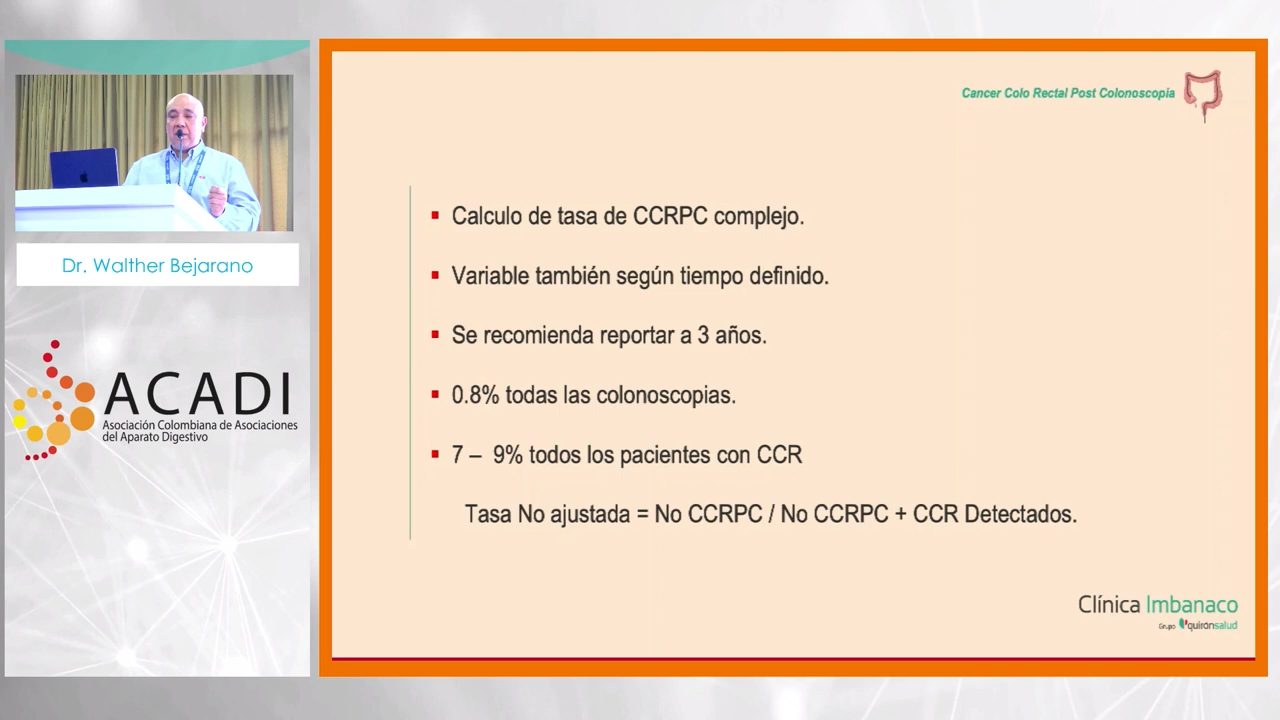 Cancer Colo Rectal Post Colonoscopía
Dr. Walther Bejarano
ACADI
Asociación Colombiana de Asociaciones
del Aparato Digestivo
Calculo de tasa de CCRPC complejo.
Variable también según tiempo definido.
Se recomienda reportar a 3 años.
0.8% todas las colonoscopias.
7 – 9% todos los pacientes con CCR
Tasa No ajustada = No CCRPC / No CCRPC + CCR Detectados.
Clínica Imbanaco
Grupo quirónsalud